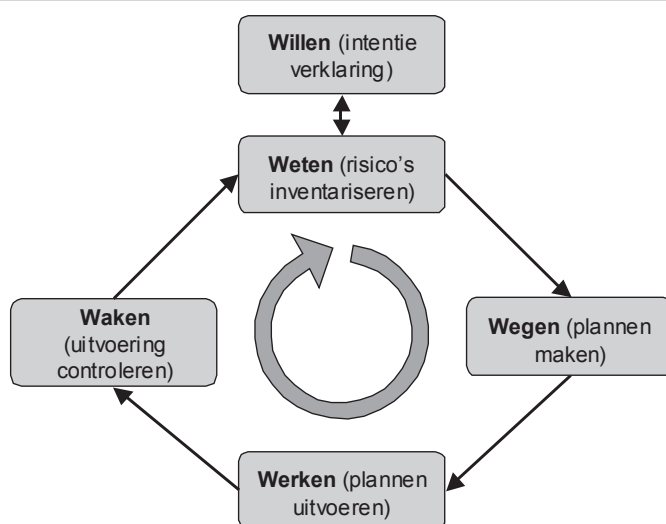 Willen (intentie
verklaring)
Weten (risico's
inventariseren)
Waken
(uitvoering
controleren)
Wegen (plannen
maken)
Werken (plannen
uitvoeren)